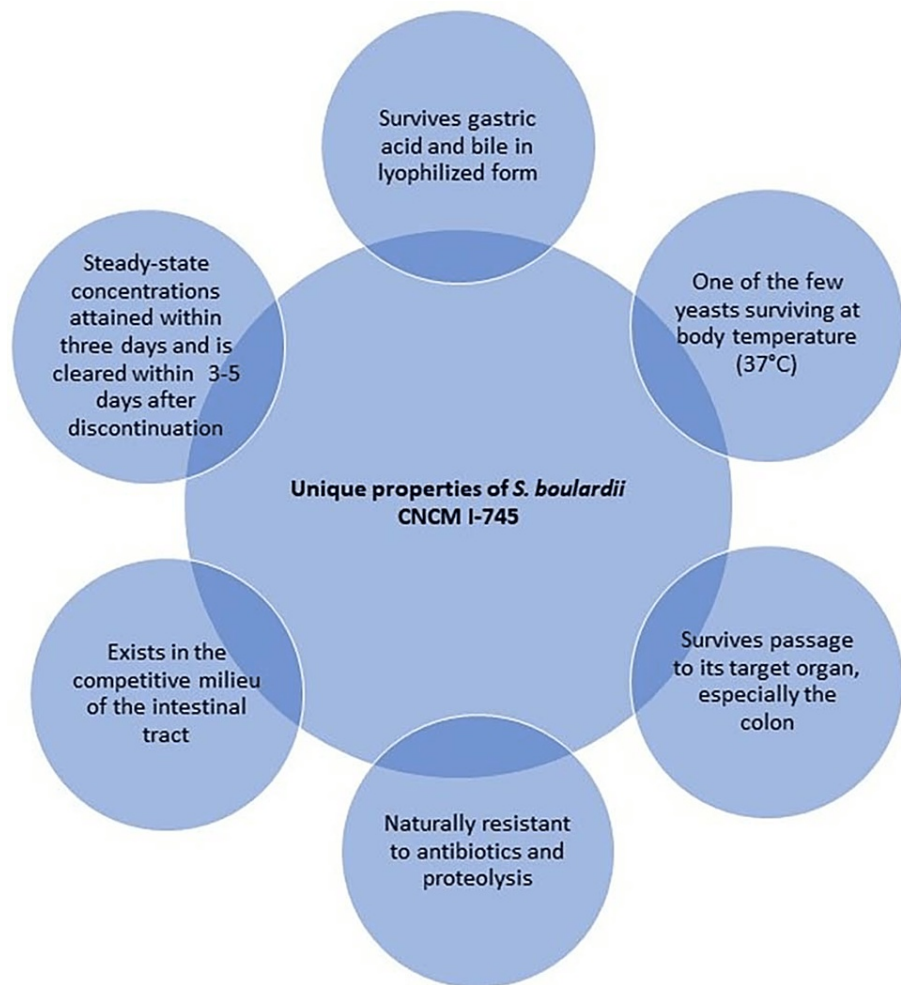 Survives gastric
acid and bile in
lyophilized form
One of the few
yeasts surviving at
body temperature
(37°C)
Survives passage
to its target organ,
especially the
colon
Naturally resistant
to antibiotics and
proteolysis
Exists in the
competitive milieu
of the intestinal
tract
Steady-state
concentrations
attained within
three days and is
cleared within 3-5
days after
discontinuation
Unique properties of S. boulardii
CNCM I-745